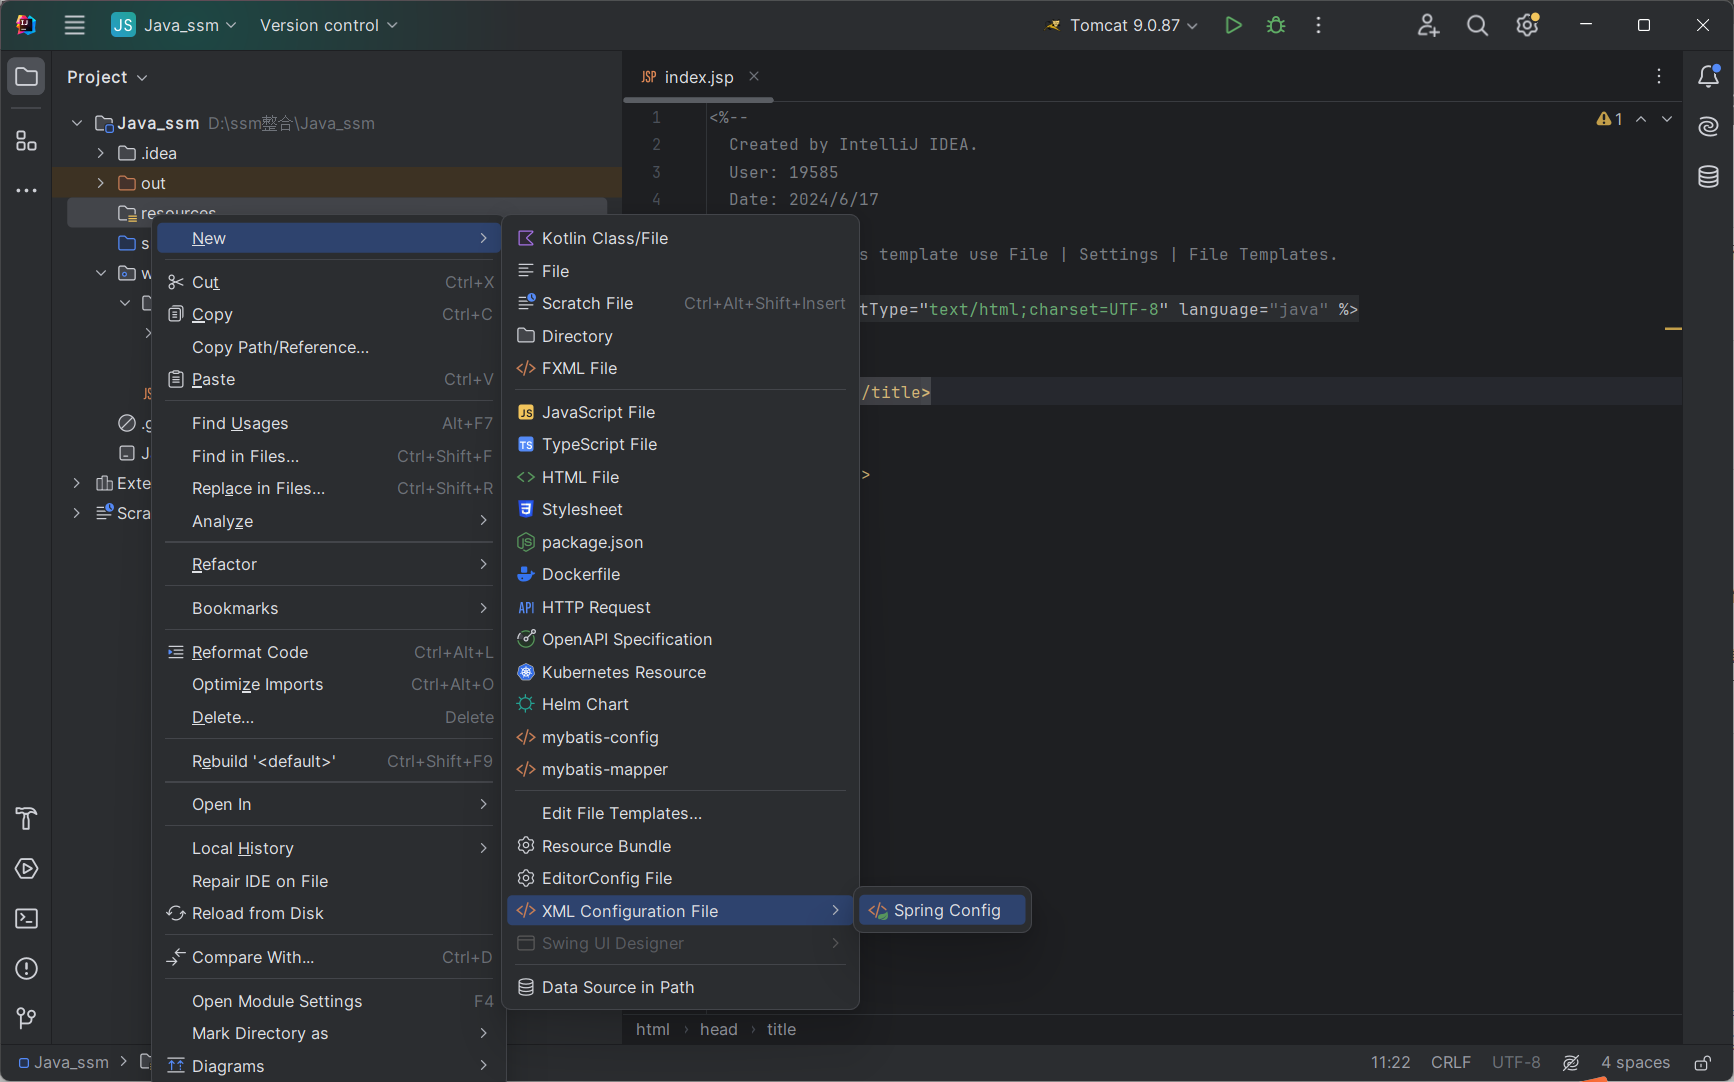 JS Java_ssm Version control Tomcat 9.0.87
Project
Java_ssm D:\ssm整合\Java_ssm
.idea
out
resources
s
w
JS
.g
J
Exte
Scra
New
Cut Ctrl+X
Copy Ctrl+C
Copy Path/Reference...
Paste Ctrl+V
Find Usages Alt+F7
Find in Files... Ctrl+Shift+F
Replace in Files... Ctrl+Shift+R
Analyze
Refactor
Bookmarks
Reformat Code Ctrl+Alt+L
Optimize Imports Ctrl+Alt+O
Delete... Delete
Rebuild '<default>' Ctrl+Shift+F9
Open In
Local History
Repair IDE on File
Reload from Disk
Compare With... Ctrl+D
Open Module Settings F4
Mark Directory as
Diagrams
Kotlin Class/File
File
Scratch File Ctrl+Alt+Shift+Insert
Directory
FXML File
JS JavaScript File
TS TypeScript File
HTML File
Stylesheet
package.json
Dockerfile
API HTTP Request
OpenAPI Specification
Kubernetes Resource
Helm Chart
mybatis-config
mybatis-mapper
Edit File Templates...
Resource Bundle
EditorConfig File
XML Configuration File
Swing UI Designer
Data Source in Path
Spring Config
JSP index.jsp
1 <%--
2 Created by IntelliJ IDEA.
3 User: 19585
4 Date: 2024/6/17
s template use File | Settings | File Templates.
tType="text/html;charset=UTF-8" language="java" %>
/title>
>
1
html › head › title
Java_ssm
11:22 CRLF UTF-8 4 spaces